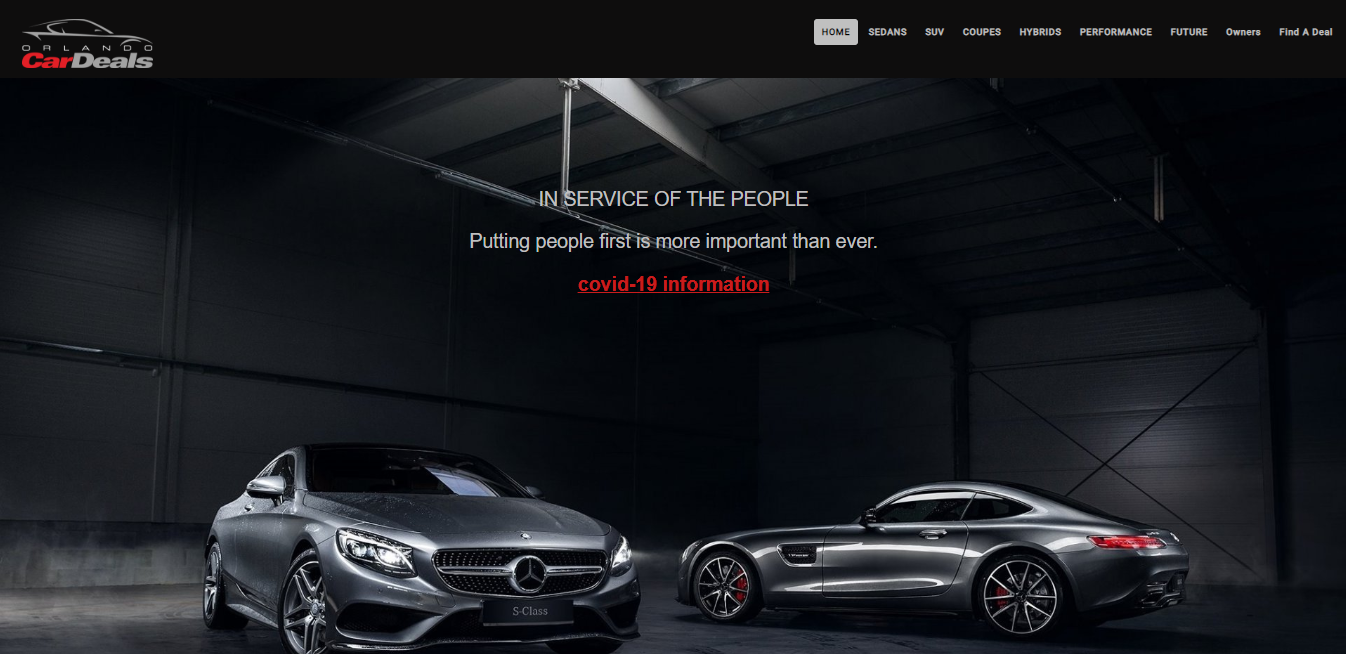 ORLANDO
CarDeals
HOME SEDANS SUV COUPES HYBRIDS PERFORMANCE FUTURE Owners Find A Deal
IN SERVICE OF THE PEOPLE
Putting people first is more important than ever.
covid-19 information
S-Class